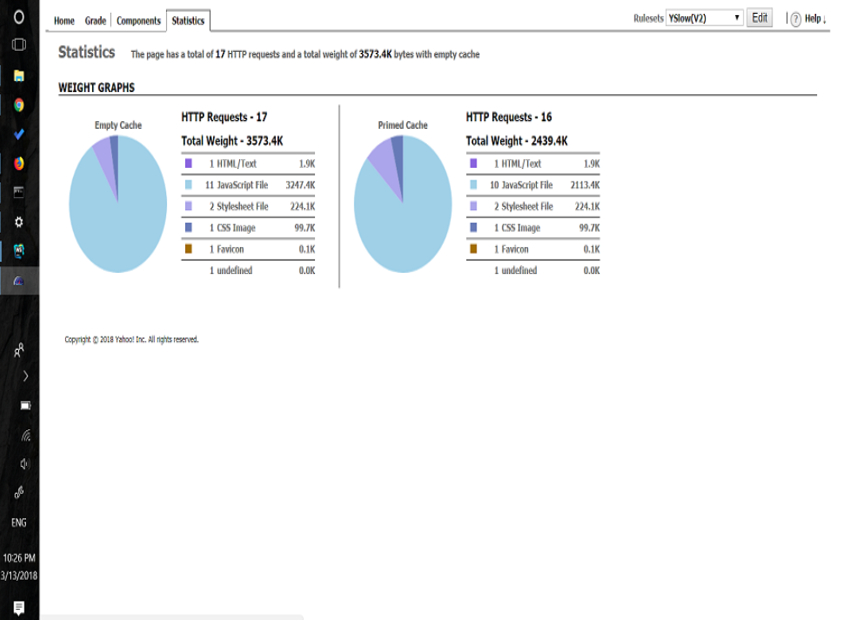 Home Grade Components Statistics Rulesets YSlow(V2) Edit ? Help ↓
Statistics The page has a total of 17 HTTP requests and a total weight of 3573.4K bytes with empty cache
WEIGHT GRAPHS
Empty Cache
HTTP Requests - 17
Total Weight - 3573.4K
1 HTML/Text 1.9K
11 JavaScript File 3247.4K
2 Stylesheet File 224.1K
1 CSS Image 99.7K
1 Favicon 0.1K
1 undefined 0.0K
Primed Cache
HTTP Requests - 16
Total Weight - 2439.4K
1 HTML/Text 1.9K
10 JavaScript File 2113.4K
2 Stylesheet File 224.1K
1 CSS Image 99.7K
1 Favicon 0.1K
1 undefined 0.0K
Copyright © 2018 Yahoo! Inc. All rights reserved.
ENG
10:26 PM
3/13/2018